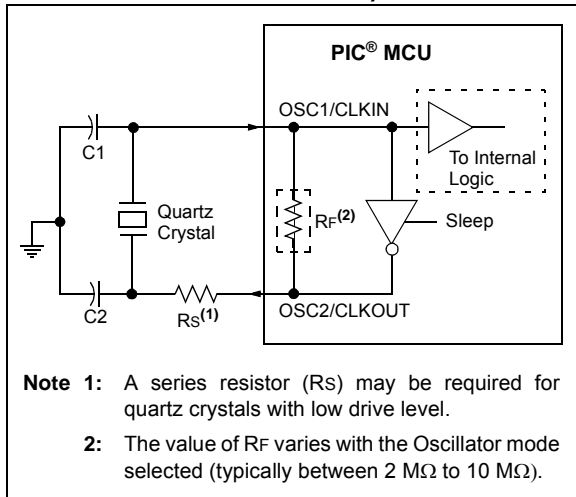 PIC® MCU
OSC1/CLKIN
C1
To Internal
Logic
Quartz
Crystal
RF(2)
Sleep
C2
RS(1)
OSC2/CLKOUT
Note 1: A series resistor (RS) may be required for
quartz crystals with low drive level.
2: The value of RF varies with the Oscillator mode
selected (typically between 2 MΩ to 10 MΩ).